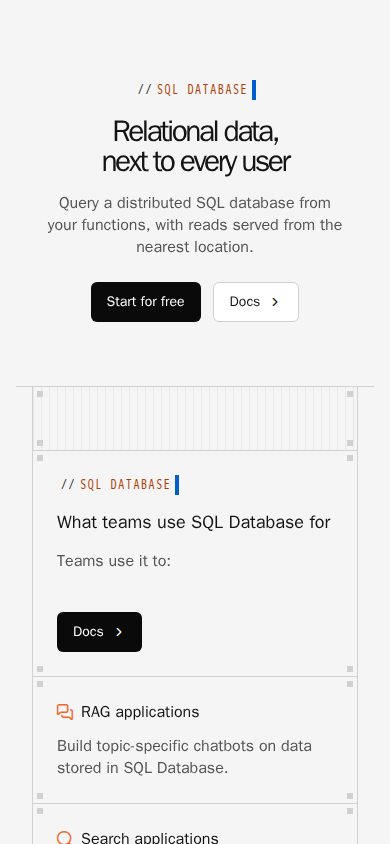 // SQL DATABASE
Relational data,
next to every user
Query a distributed SQL database from
your functions, with reads served from the
nearest location.
Start for free
Docs
// SQL DATABASE
What teams use SQL Database for
Teams use it to:
Docs
RAG applications
Build topic-specific chatbots on data
stored in SQL Database.
Search applications